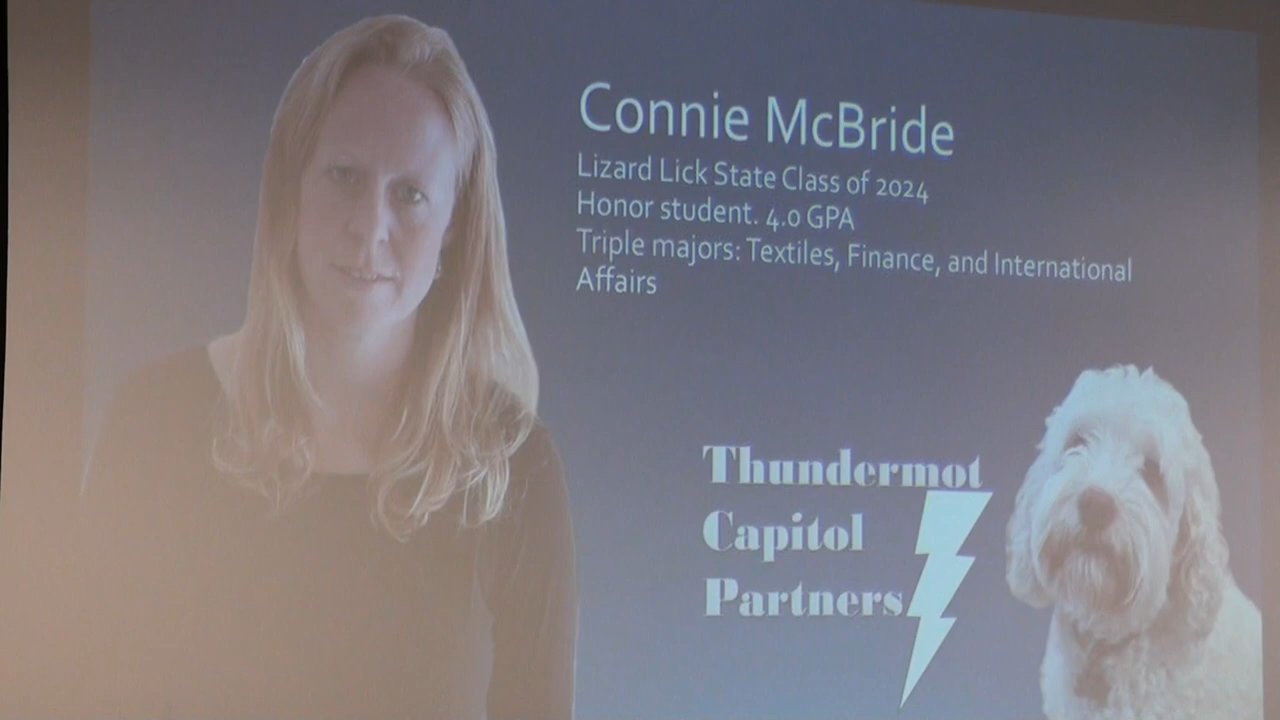 Connie McBride
Lizard Lick State Class of 2024
Honor student. 4.0 GPA
Triple majors: Textiles, Finance, and International
Affairs
Thundermot
Capitol
Partners